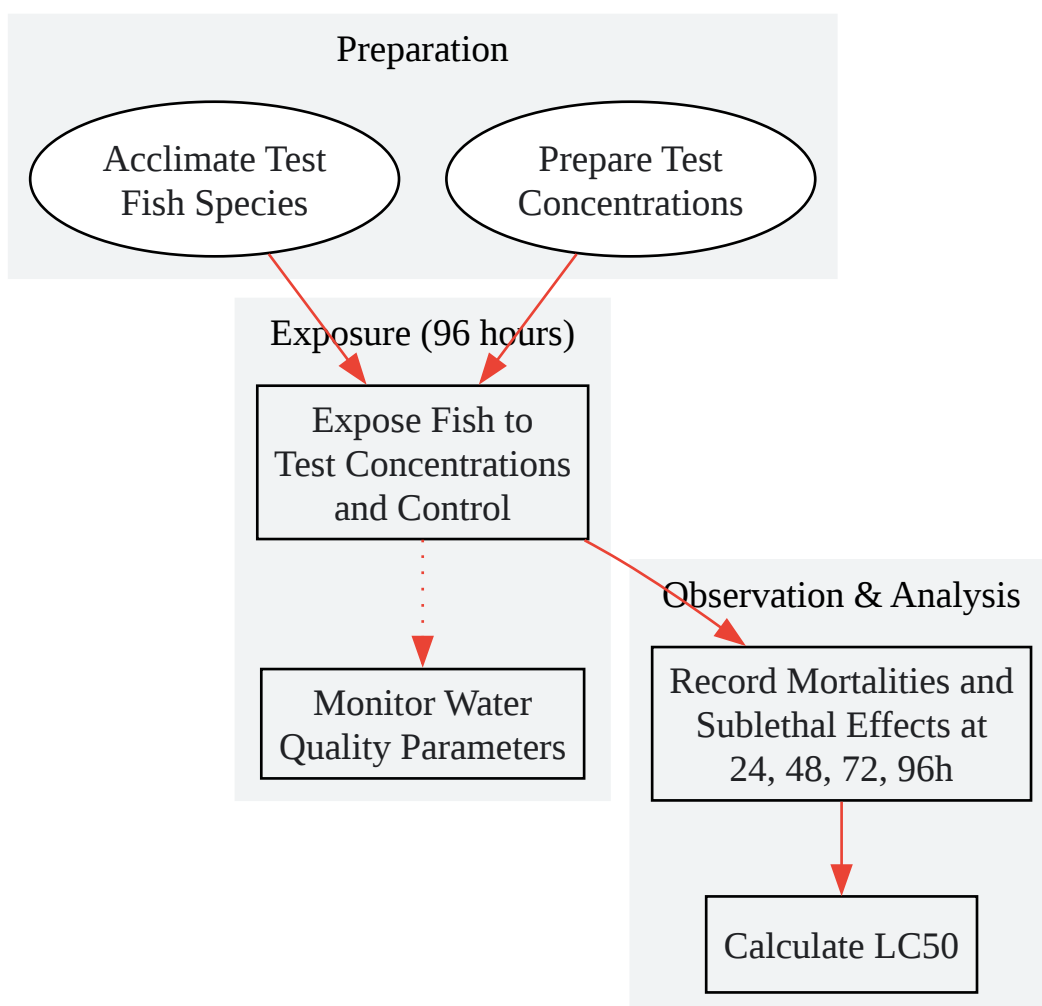 Preparation
Acclimate Test
Fish Species
Prepare Test
Concentrations
Exposure (96 hours)
Expose Fish to
Test Concentrations
and Control
Monitor Water
Quality Parameters
Observation & Analysis
Record Mortalities and
Sublethal Effects at
24, 48, 72, 96h
Calculate LC50